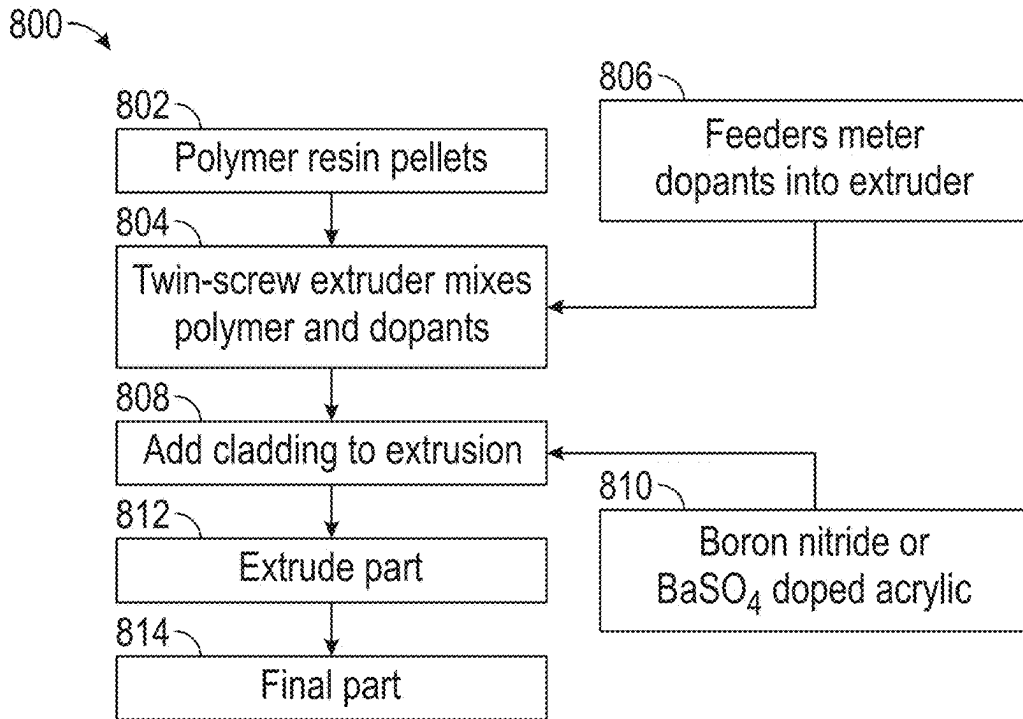 800
802
Polymer resin pellets
806
Feeders meter
dopants into extruder
804
Twin-screw extruder mixes
polymer and dopants
808
Add cladding to extrusion
810
Boron nitride or
BaSO₄ doped acrylic
812
Extrude part
814
Final part